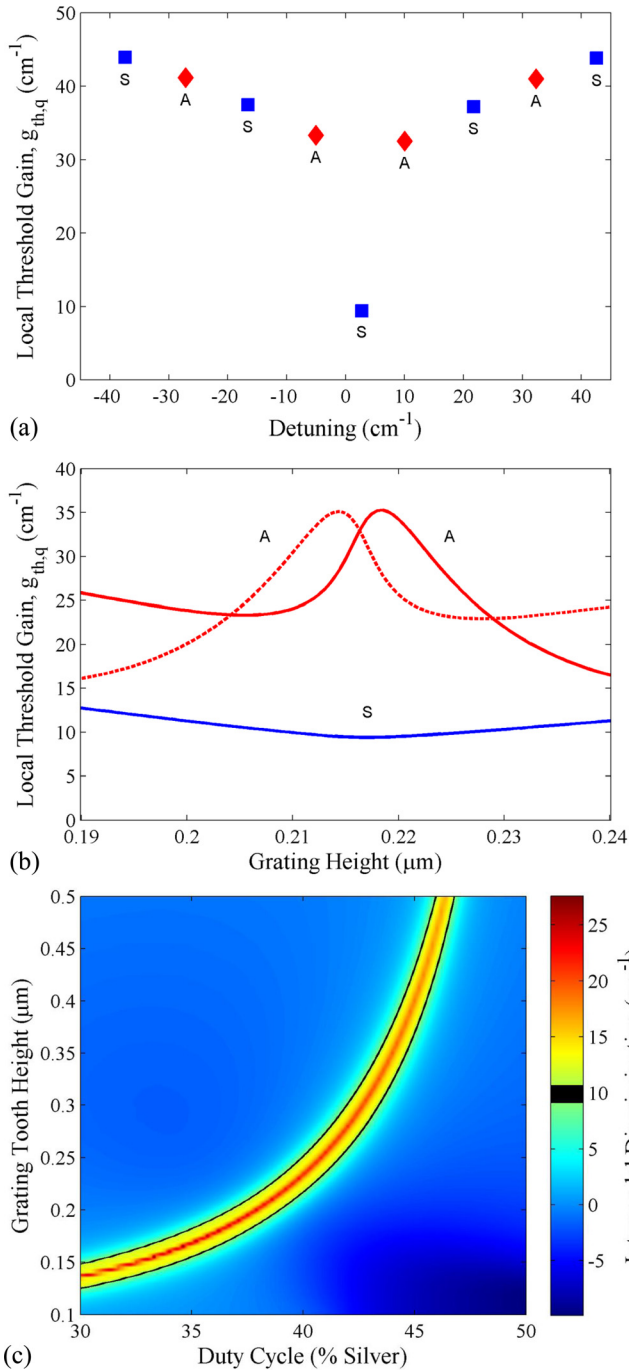 50
40
30
20
10
0
Local Threshold Gain, g_th,q ((cm⁻¹)
S A S A A S A S
S
-40 -30 -20 -10 0 10 20 30 40
Detuning (cm⁻¹)
(a)
40
35
30
25
20
15
10
5
0
Local Threshold Gain, g_th,q ((cm⁻¹)
A A
S
0.19 0.2 0.21 0.22 0.23 0.24
Grating Height (μm)
(b)
0.5
0.45
0.4
0.35
0.3
0.25
0.2
0.15
0.1
Grating Tooth Height (μm)
30 35 40 45 50
Duty Cycle (% Silver)
25
20
15
10
5
0
-5
(c)